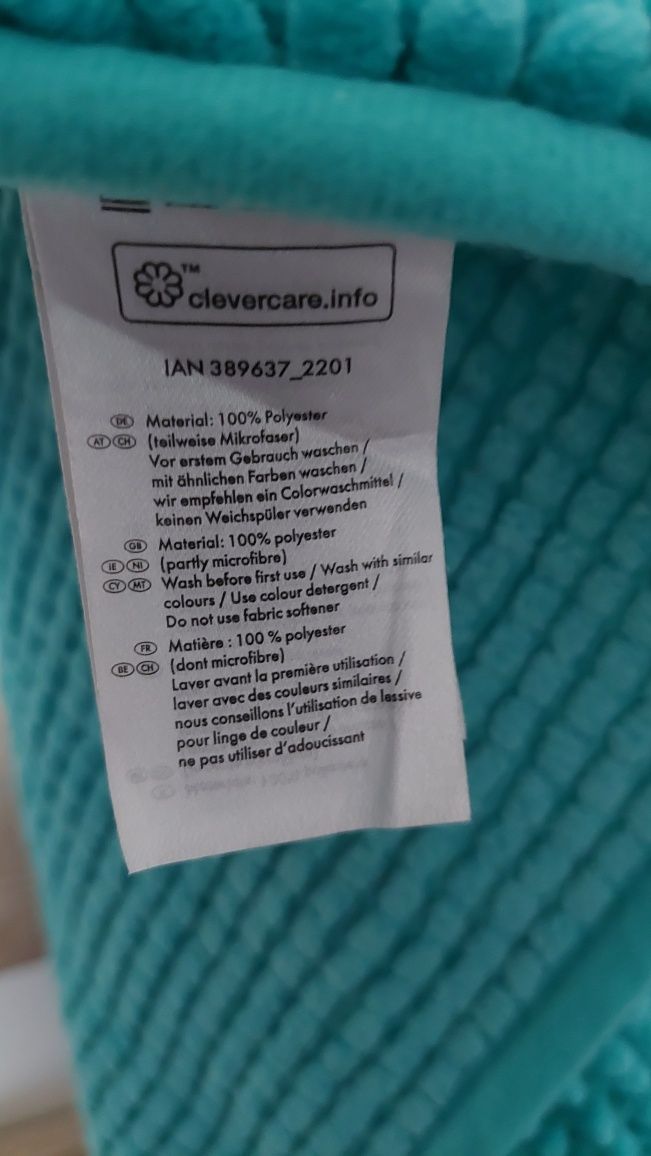 ™
clevercare.info
IAN 389637_2201
DE Material: 100% Polyester
AT CH (teilweise Mikrofaser)
Vor erstem Gebrauch waschen /
mit ähnlichen Farben waschen /
wir empfehlen ein Colorwaschmittel /
keinen Weichspüler verwenden
GB Material: 100% polyester
IE NI (partly microfibre)
CY MT Wash before first use / Wash with similar
colours / Use colour detergent /
Do not use fabric softener
FR Matière : 100 % polyester
BE CH (dont microfibre)
Laver avant la première utilisation /
laver avec des couleurs similaires /
nous conseillons l'utilisation de lessive
pour linge de couleur /
ne pas utiliser d'adoucissant